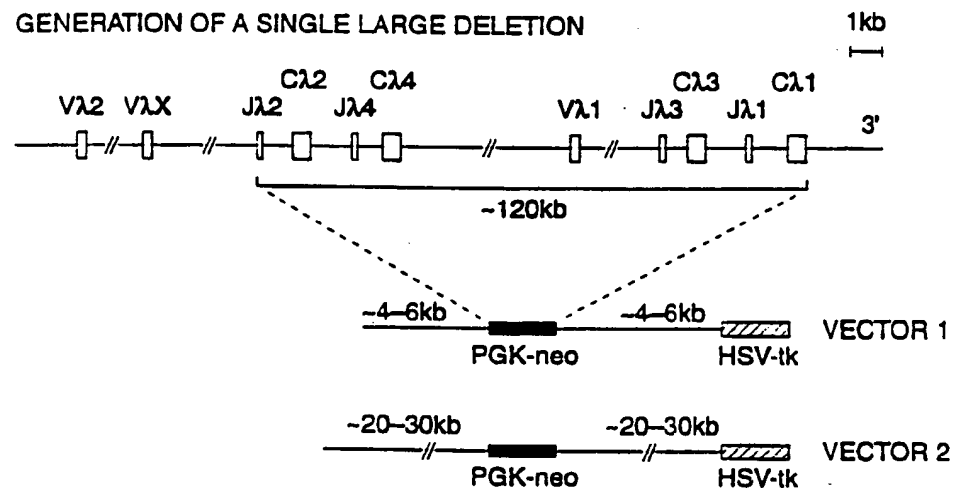 GENERATION OF A SINGLE LARGE DELETION
1kb
Cλ2 Cλ4 Cλ3 Cλ1
Vλ2 VλX Jλ2 Jλ4 Vλ1 Jλ3 Jλ1 3'
~120kb
~4–6kb ~4–6kb VECTOR 1
PGK-neo HSV-tk
~20–30kb ~20–30kb VECTOR 2
PGK-neo HSV-tk